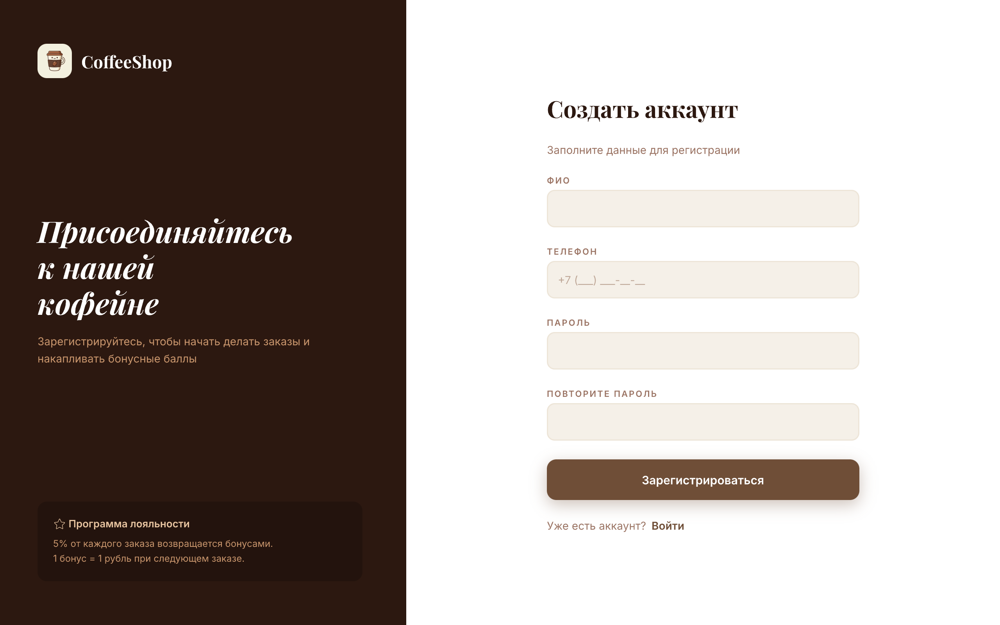 CoffeeShop
Присоединяйтесь
к нашей
кофейне
Зарегистрируйтесь, чтобы начать делать заказы и
накапливать бонусные баллы
Программа лояльности
5% от каждого заказа возвращается бонусами.
1 бонус = 1 рубль при следующем заказе.
Создать аккаунт
Заполните данные для регистрации
ФИО
ТЕЛЕФОН
+7 (___) ___-__-__
ПАРОЛЬ
ПОВТОРИТЕ ПАРОЛЬ
Зарегистрироваться
Уже есть аккаунт? Войти